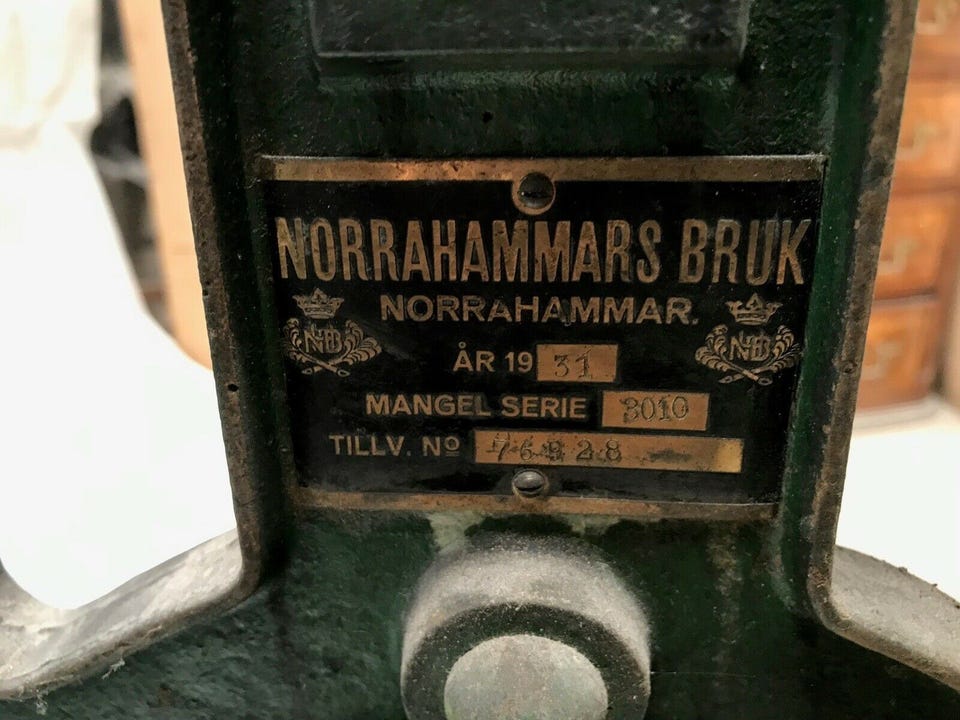 NORRAHAMMARS BRUK
NORRAHAMMAR.
ÅR 19 31
MANGEL SERIE 3010
TILLV. Nº